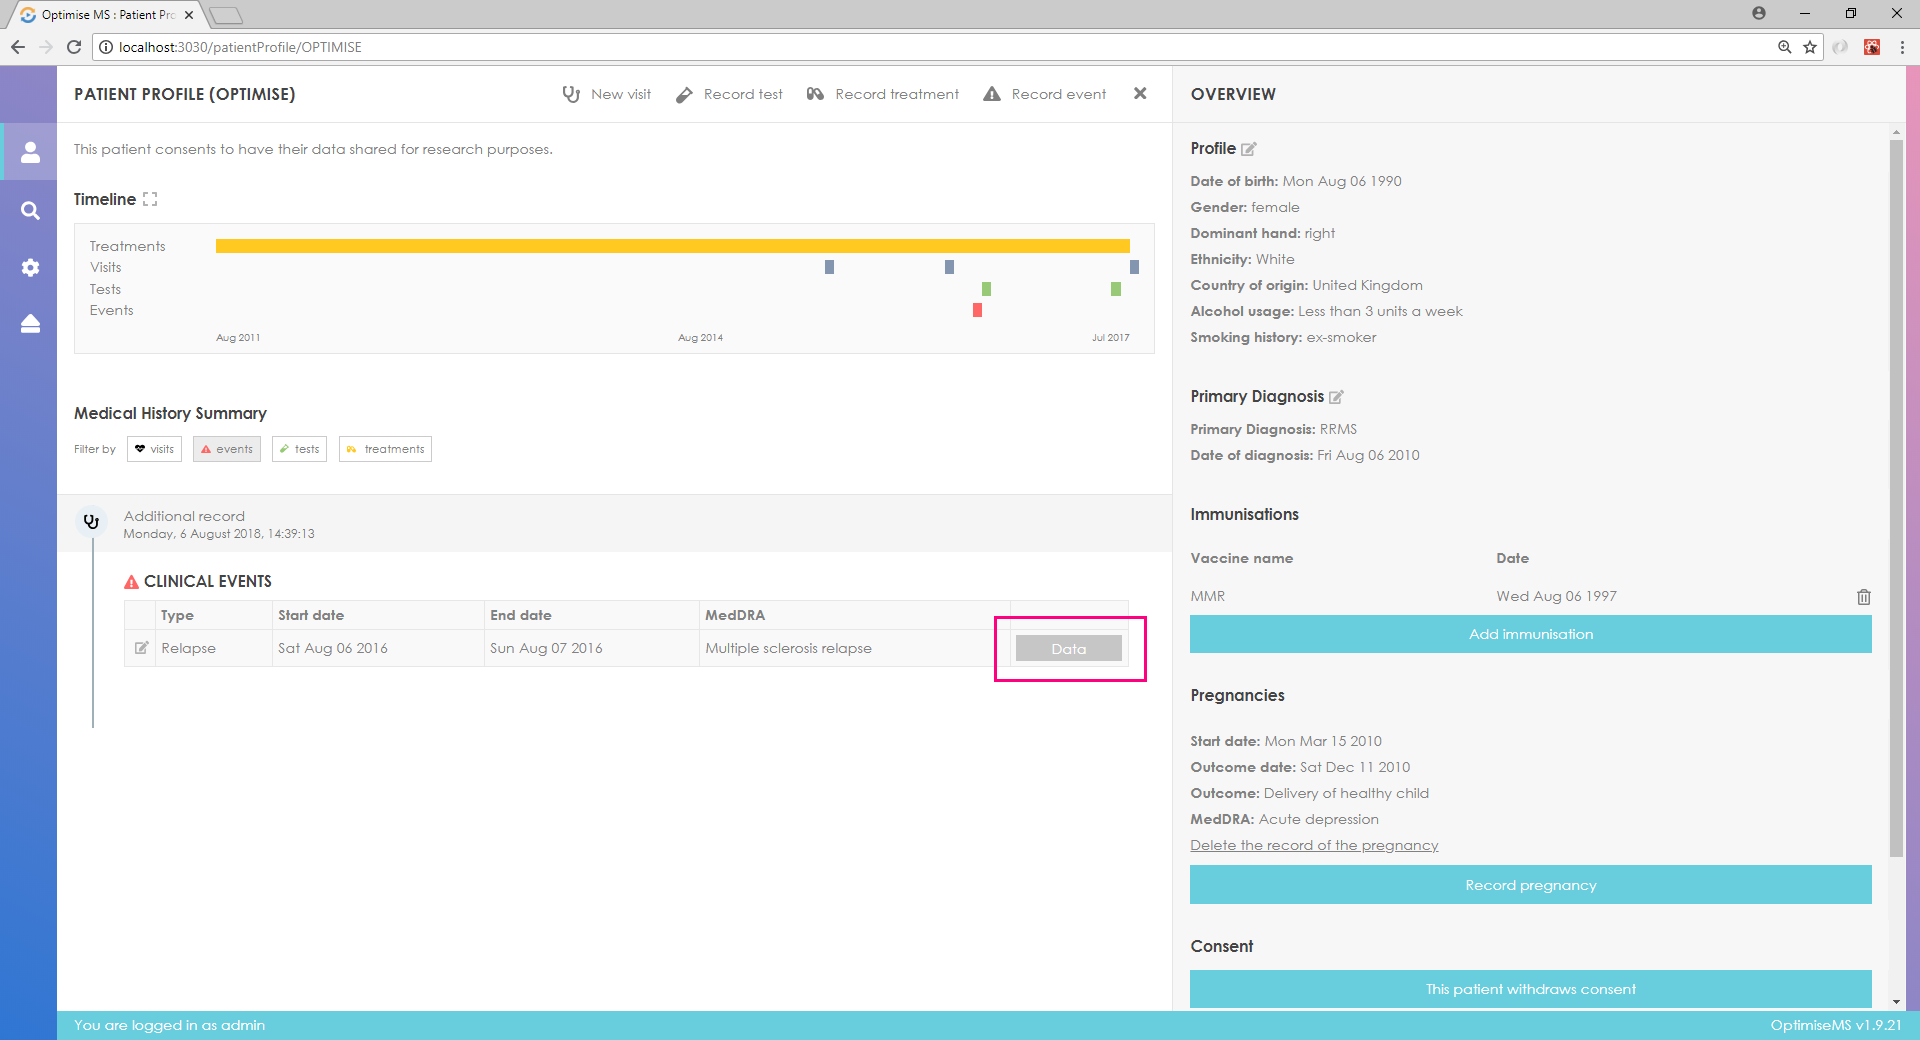 Optimise MS : Patient Pro
localhost:3030/patientProfile/OPTIMISE
PATIENT PROFILE (OPTIMISE)
New visit
Record test
Record treatment
Record event
This patient consents to have their data shared for research purposes.
Timeline
Treatments
Visits
Tests
Events
Aug 2011
Aug 2014
Jul 2017
Medical History Summary
Filter by
visits
events
tests
treatments
Additional record
Monday, 6 August 2018, 14:39:13
CLINICAL EVENTS
Type Start date End date MedDRA
Relapse Sat Aug 06 2016 Sun Aug 07 2016 Multiple sclerosis relapse Data
OVERVIEW
Profile
Date of birth: Mon Aug 06 1990
Gender: female
Dominant hand: right
Ethnicity: White
Country of origin: United Kingdom
Alcohol usage: Less than 3 units a week
Smoking history: ex-smoker
Primary Diagnosis
Primary Diagnosis: RRMS
Date of diagnosis: Fri Aug 06 2010
Immunisations
Vaccine name Date
MMR Wed Aug 06 1997
Add immunisation
Pregnancies
Start date: Mon Mar 15 2010
Outcome date: Sat Dec 11 2010
Outcome: Delivery of healthy child
MedDRA: Acute depression
Delete the record of the pregnancy
Record pregnancy
Consent
This patient withdraws consent
You are logged in as admin
OptimiseMS v1.9.21